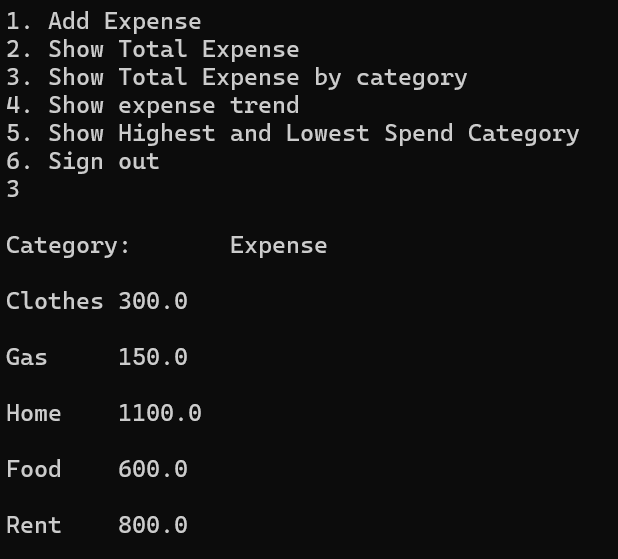 1. Add Expense
2. Show Total Expense
3. Show Total Expense by category
4. Show expense trend
5. Show Highest and Lowest Spend Category
6. Sign out
3
Category: Expense
Clothes 300.0
Gas 150.0
Home 1100.0
Food 600.0
Rent 800.0